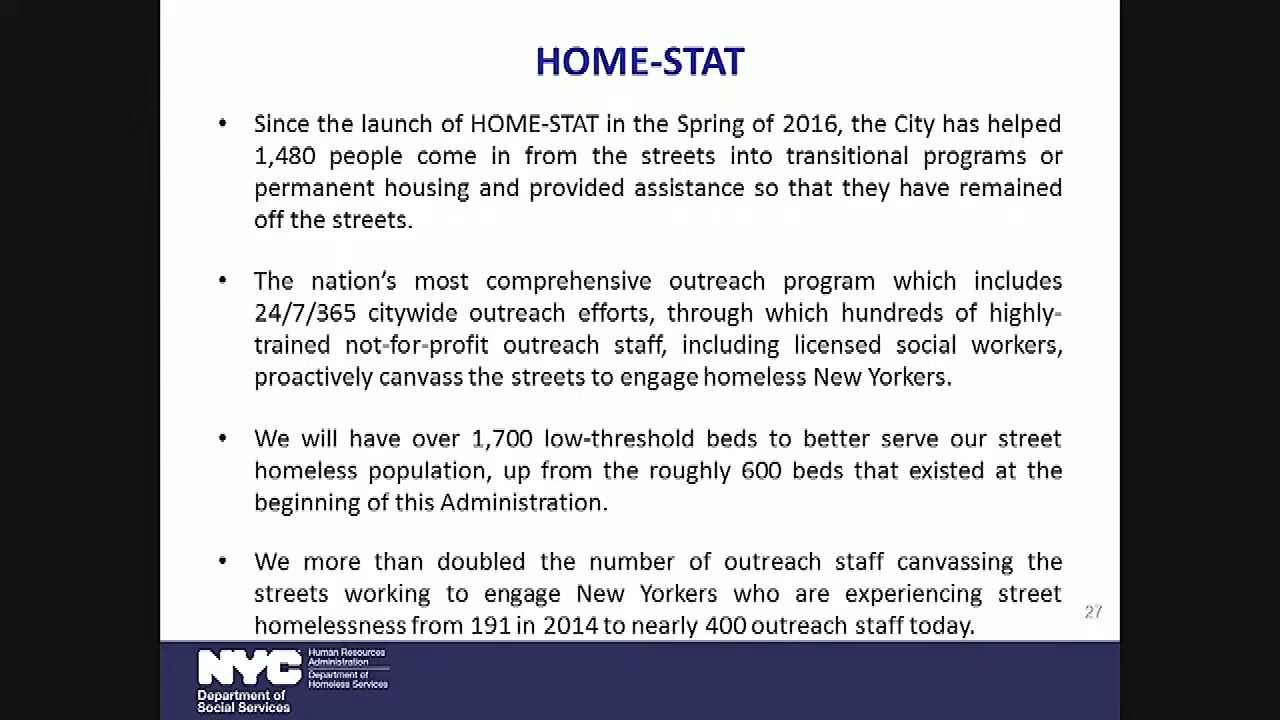 HOME-STAT
• Since the launch of HOME-STAT in the Spring of 2016, the City has helped
1,480 people come in from the streets into transitional programs or
permanent housing and provided assistance so that they have remained
off the streets.
• The nation’s most comprehensive outreach program which includes
24/7/365 citywide outreach efforts, through which hundreds of highly-
trained not-for-profit outreach staff, including licensed social workers,
proactively canvass the streets to engage homeless New Yorkers.
• We will have over 1,700 low-threshold beds to better serve our street
homeless population, up from the roughly 600 beds that existed at the
beginning of this Administration.
• We more than doubled the number of outreach staff canvassing the
streets working to engage New Yorkers who are experiencing street
homelessness from 191 in 2014 to nearly 400 outreach staff today.
27
NYC
Department of
Social Services
Human Resources
Administration
Department of
Homeless Services